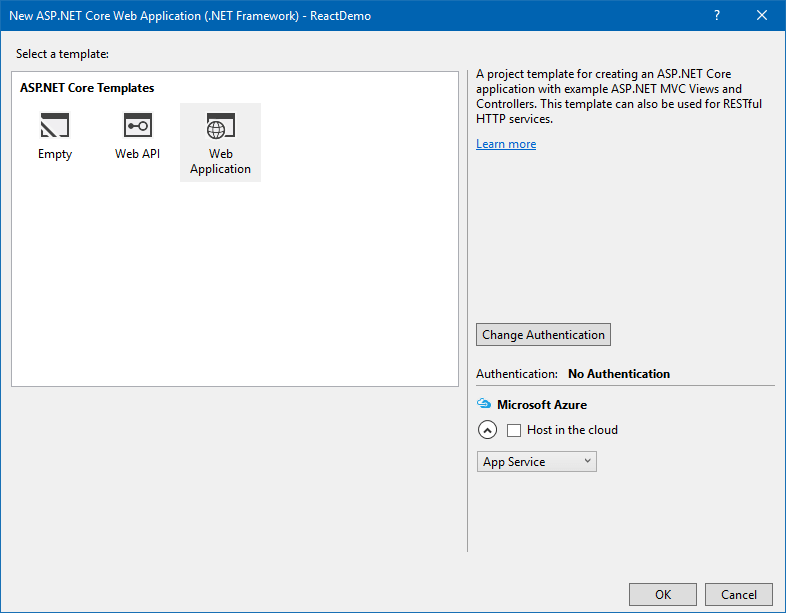 New ASP.NET Core Web Application (.NET Framework) - ReactDemo
?
Select a template:
ASP.NET Core Templates
Empty
Web API
Web
Application
A project template for creating an ASP.NET Core
application with example ASP.NET MVC Views and
Controllers. This template can also be used for RESTful
HTTP services.
Learn more
Change Authentication
Authentication: No Authentication
Microsoft Azure
Host in the cloud
App Service
OK
Cancel